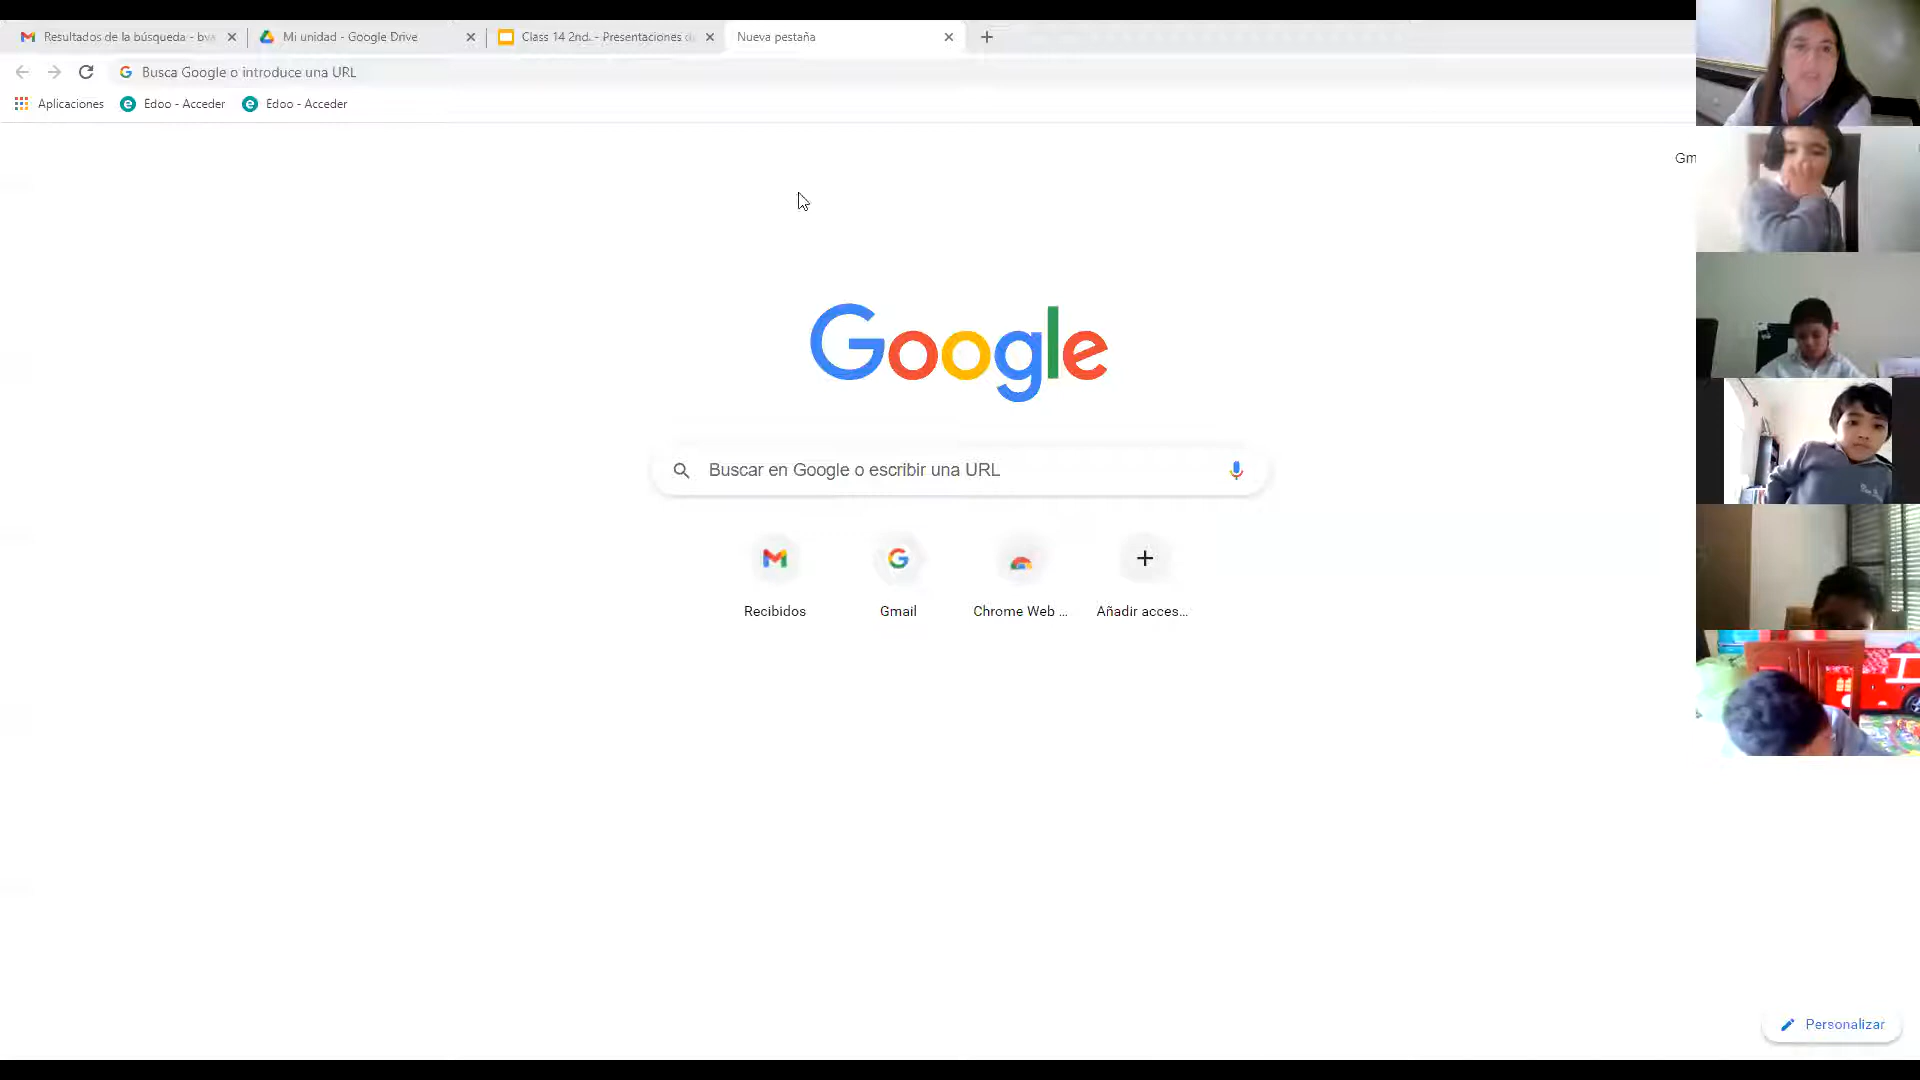 Resultados de la búsqueda - bva
Mi unidad - Google Drive
Class 14 2nd. - Presentaciones d
Nueva pestaña
Busca Google o introduce una URL
Aplicaciones
Edoo - Acceder
Edoo - Acceder
Gm
Google
Buscar en Google o escribir una URL
Recibidos
Gmail
Chrome Web ...
Añadir acces...
Personalizar